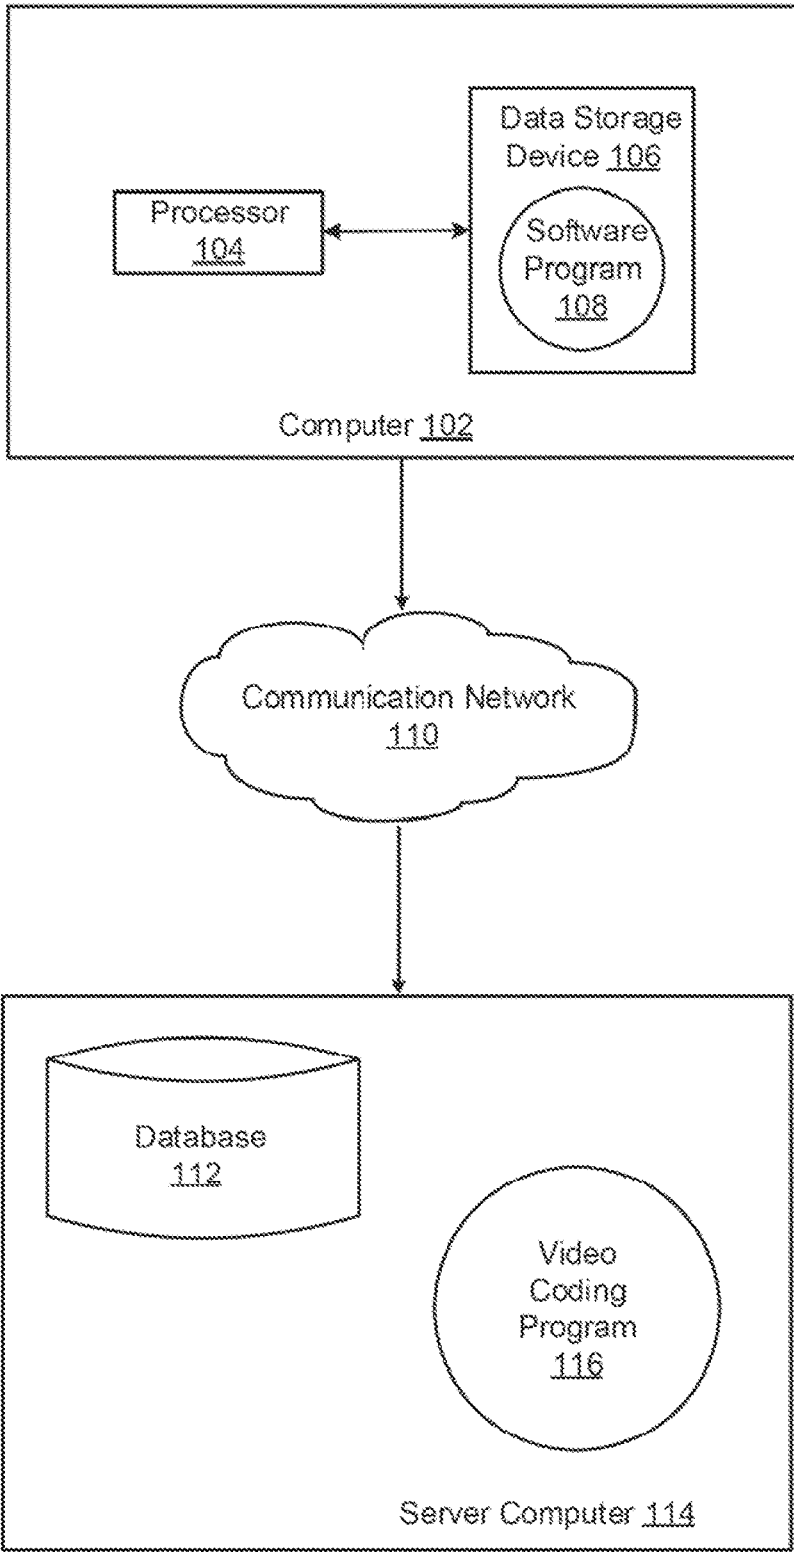 Data Storage
Device 106
Processor
104
Software
Program
108
Computer 102
Communication Network
110
Database
112
Video
Coding
Program
116
Server Computer 114